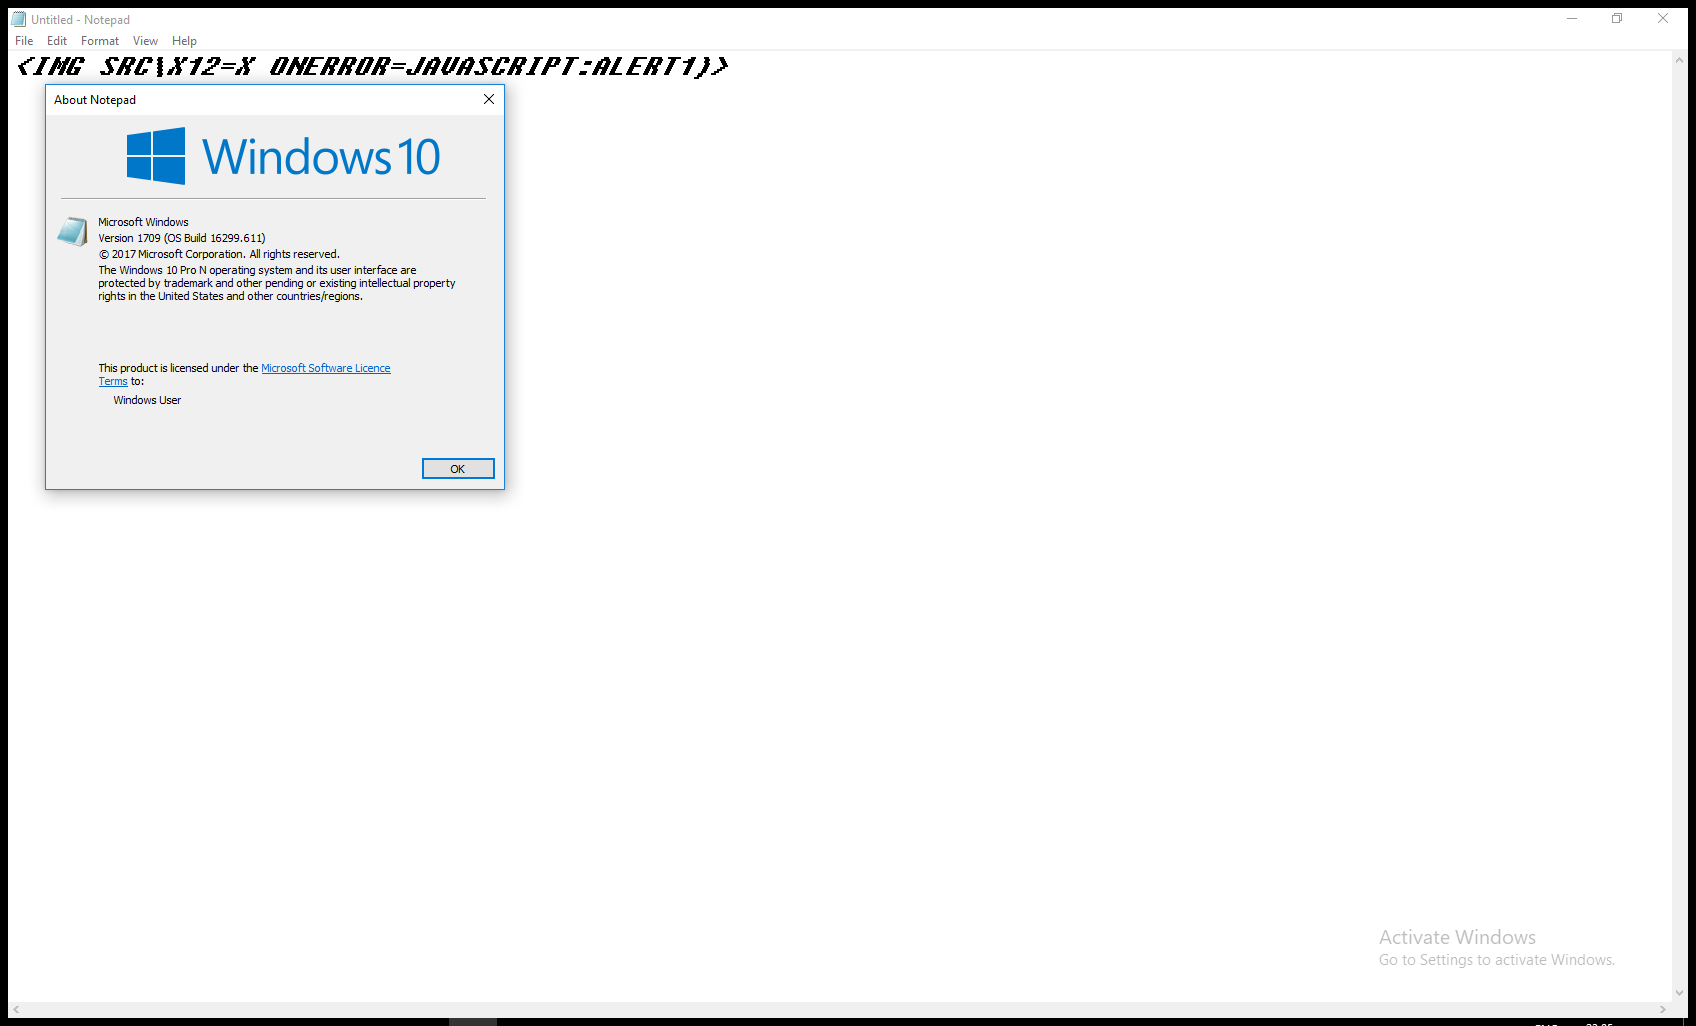 Untitled - Notepad
File Edit Format View Help
<IMG SRC\X12=X ONERROR=JAVASCRIPT:ALERT1)>
About Notepad
Windows 10
Microsoft Windows
Version 1709 (OS Build 16299.611)
© 2017 Microsoft Corporation. All rights reserved.
The Windows 10 Pro N operating system and its user interface are
protected by trademark and other pending or existing intellectual property
rights in the United States and other countries/regions.
This product is licensed under the Microsoft Software Licence
Terms to:
Windows User
OK
Activate Windows
Go to Settings to activate Windows.